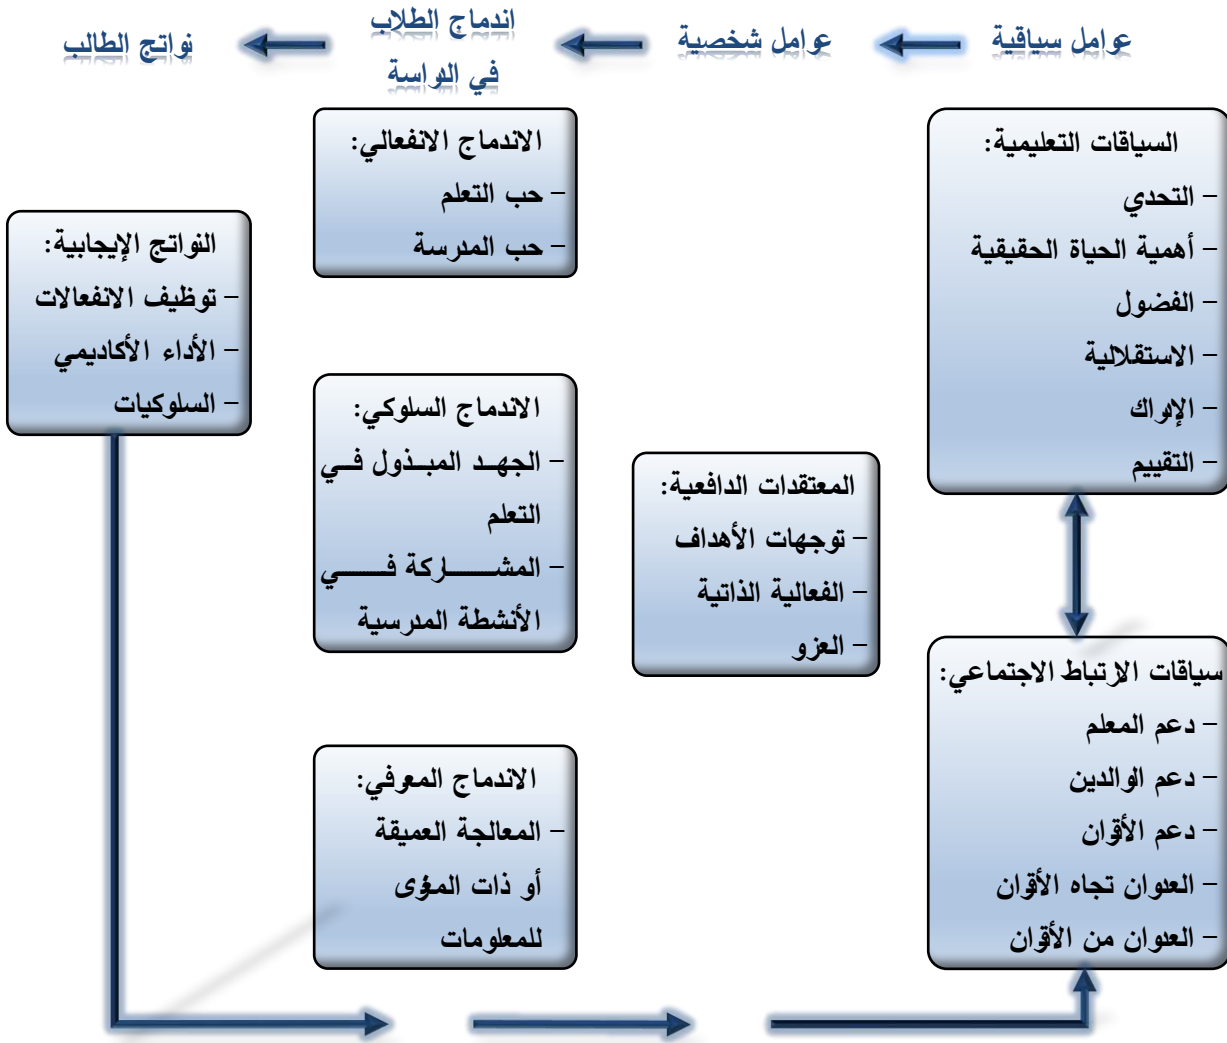 عوامل سياقية
عوامل شخصية
اندماج الطلاب
في الدراسة
نواتج الطالب
السياقات التعليمية:
– التحدي
– أهمية الحياة الحقيقية
– الفضول
– الاستقلالية
– الإدراك
– التقييم
سياقات الارتباط الاجتماعي:
– دعم المعلم
– دعم الوالدين
– دعم الأقران
– العدوان تجاه الأقران
– العدوان من الأقران
المعتقدات الدافعية:
– توجهات الأهداف
– الفعالية الذاتية
– العزو
الاندماج الانفعالي:
– حب التعلم
– حب المدرسة
الاندماج السلوكي:
– الجهد المبذول في
التعلم
– المشاركة في
الأنشطة المدرسية
الاندماج المعرفي:
– المعالجة العميقة
أو ذات المغزى
للمعلومات
النواتج الإيجابية:
– توظيف الانفعالات
– الأداء الأكاديمي
– السلوكيات